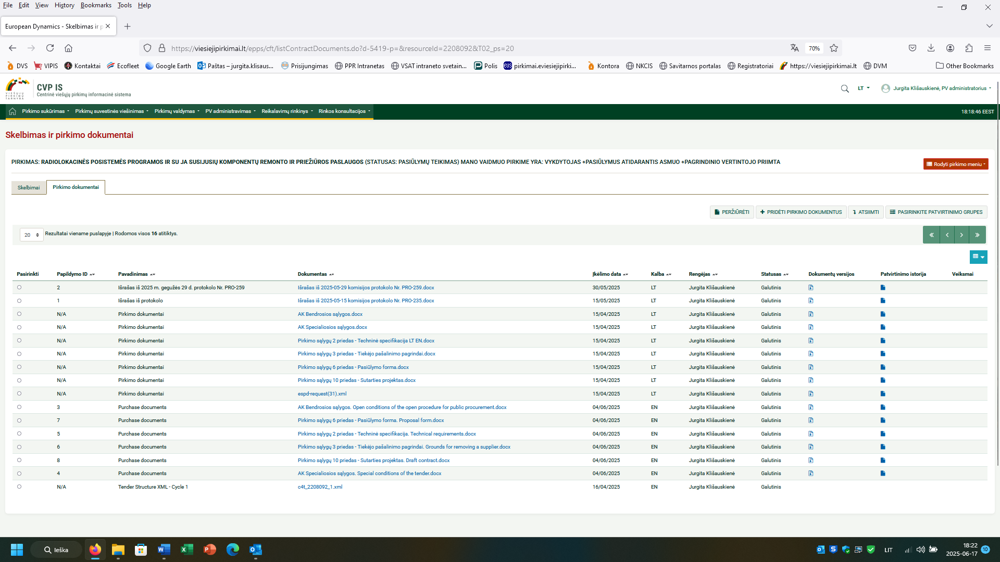 File Edit View History Bookmarks Tools Help
European Dynamics - Skelbimas ir p
https://viesiejipirkimai.lt/epps/cft/listContractDocuments.do?d-5419-p=&resourceId=2208092&T02_ps=20
70%
DVS VIPIS Kontaktai Ecofleet Google Earth Paštas – jurgita.klisaus... Prisijungimas PPR Intranetas VSAT intraneto svetain... Polis pirkimai.eviesiejipirki... Kontora NKCIS Savitarnos portalas Registratoriai https://viesiejipirkimai.lt DVM Other Bookmarks
VIEŠŲJŲ PIRKIMŲ TARNYBA
CVP IS
Centrinė viešųjų pirkimų informacinė sistema
LT Jurgita Klišauskienė, PV administratorius
Pirkimo sukūrimas Pirkimų suvestinės viešinimas Pirkimų valdymas PV administravimas Reikalavimų rinkinys Rinkos konsultacijos 18:18:46 EEST
Skelbimas ir pirkimo dokumentai
PIRKIMAS: RADIOLOKACINĖS POSISTEMĖS PROGRAMOS IR SU JA SUSIJUSIŲ KOMPONENTŲ REMONTO IR PRIEŽIŪROS PASLAUGOS (STATUSAS: PASIŪLYMŲ TEIKIMAS) MANO VAIDMUO PIRKIME YRA: VYKDYTOJAS +PASIŪLYMUS ATIDARANTIS ASMUO +PAGRINDINIO VERTINTOJO PRIIMTA
Rodyti pirkimo meniu
Skelbimai Pirkimo dokumentai
PERŽIŪRĖTI PRIDĖTI PIRKIMO DOKUMENTUS ATSIIMTI PASIRINKITE PATVIRTINIMO GRUPES
20 Rezultatai viename puslapyje | Rodomos visos 16 atitiktys.
Pasirinkti Papildymo ID Pavadinimas Dokumentas Įkėlimo data Kalba Rengėjas Statusas Dokumentų versijos Patvirtinimo istorija Veiksmai
2 Išrašas iš 2025 m. gegužės 29 d. protokolo Nr. PRO-259 Išrašas iš 2025-05-29 komisijos protokolo Nr. PRO-259.docx 30/05/2025 LT Jurgita Klišauskienė Galutinis
1 Išrašas iš protokolo Išrašas iš 2025-05-15 komisijos protokolo Nr. PRO-235.docx 15/05/2025 LT Jurgita Klišauskienė Galutinis
N/A Pirkimo dokumentai AK Bendrosios sąlygos.docx 15/04/2025 LT Jurgita Klišauskienė Galutinis
N/A Pirkimo dokumentai AK Specialiosios sąlygos.docx 15/04/2025 LT Jurgita Klišauskienė Galutinis
N/A Pirkimo dokumentai Pirkimo sąlygų 2 priedas - Techninė specifikacija LT EN.docx 15/04/2025 LT Jurgita Klišauskienė Galutinis
N/A Pirkimo dokumentai Pirkimo sąlygų 3 priedas - Tiekėjo pašalinimo pagrindai.docx 15/04/2025 LT Jurgita Klišauskienė Galutinis
N/A Pirkimo dokumentai Pirkimo sąlygų 6 priedas - Pasiūlymo forma.docx 15/04/2025 LT Jurgita Klišauskienė Galutinis
N/A Pirkimo dokumentai Pirkimo sąlygų 10 priedas - Sutarties projektas.docx 15/04/2025 LT Jurgita Klišauskienė Galutinis
N/A Pirkimo dokumentai espd-request(31).xml 15/04/2025 LT Jurgita Klišauskienė Galutinis
3 Purchase documents AK Bendrosios sąlygos. Open conditions of the open procedure for public procurement.docx 04/06/2025 EN Jurgita Klišauskienė Galutinis
7 Purchase documents Pirkimo sąlygų 6 priedas - Pasiūlymo forma. Proposal form.docx 04/06/2025 EN Jurgita Klišauskienė Galutinis
5 Purchase documents Pirkimo sąlygų 2 priedas - Techninė specifikacija. Technical requirements.docx 04/06/2025 EN Jurgita Klišauskienė Galutinis
6 Purchase documents Pirkimo sąlygų 3 priedas - Tiekėjo pašalinimo pagrindai. Grounds for removing a supplier.docx 04/06/2025 EN Jurgita Klišauskienė Galutinis
8 Purchase documents Pirkimo sąlygų 10 priedas - Sutarties projektas. Draft contract.docx 04/06/2025 EN Jurgita Klišauskienė Galutinis
4 Purchase documents AK Specialiosios sąlygos. Special conditions of the tender.docx 04/06/2025 EN Jurgita Klišauskienė Galutinis
N/A Tender Structure XML - Cycle 1 c4t_2208092_1.xml 16/04/2025 EN Jurgita Klišauskienė Galutinis
Ieška LIT 18:22 10
2025-06-17